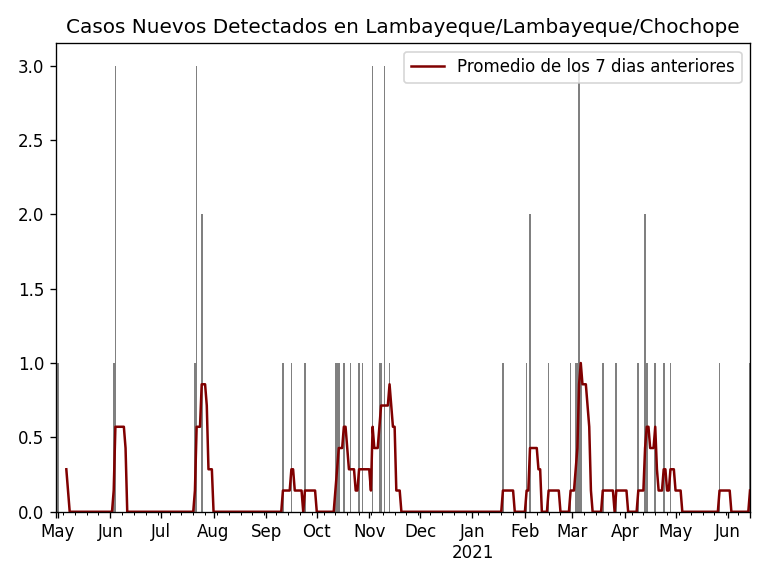 Casos Nuevos Detectados en Lambayeque/Lambayeque/Chochope
Promedio de los 7 dias anteriores
3.0
2.5
2.0
1.5
1.0
0.5
0.0
May Jun Jul Aug Sep Oct Nov Dec Jan Feb Mar Apr May Jun
2021